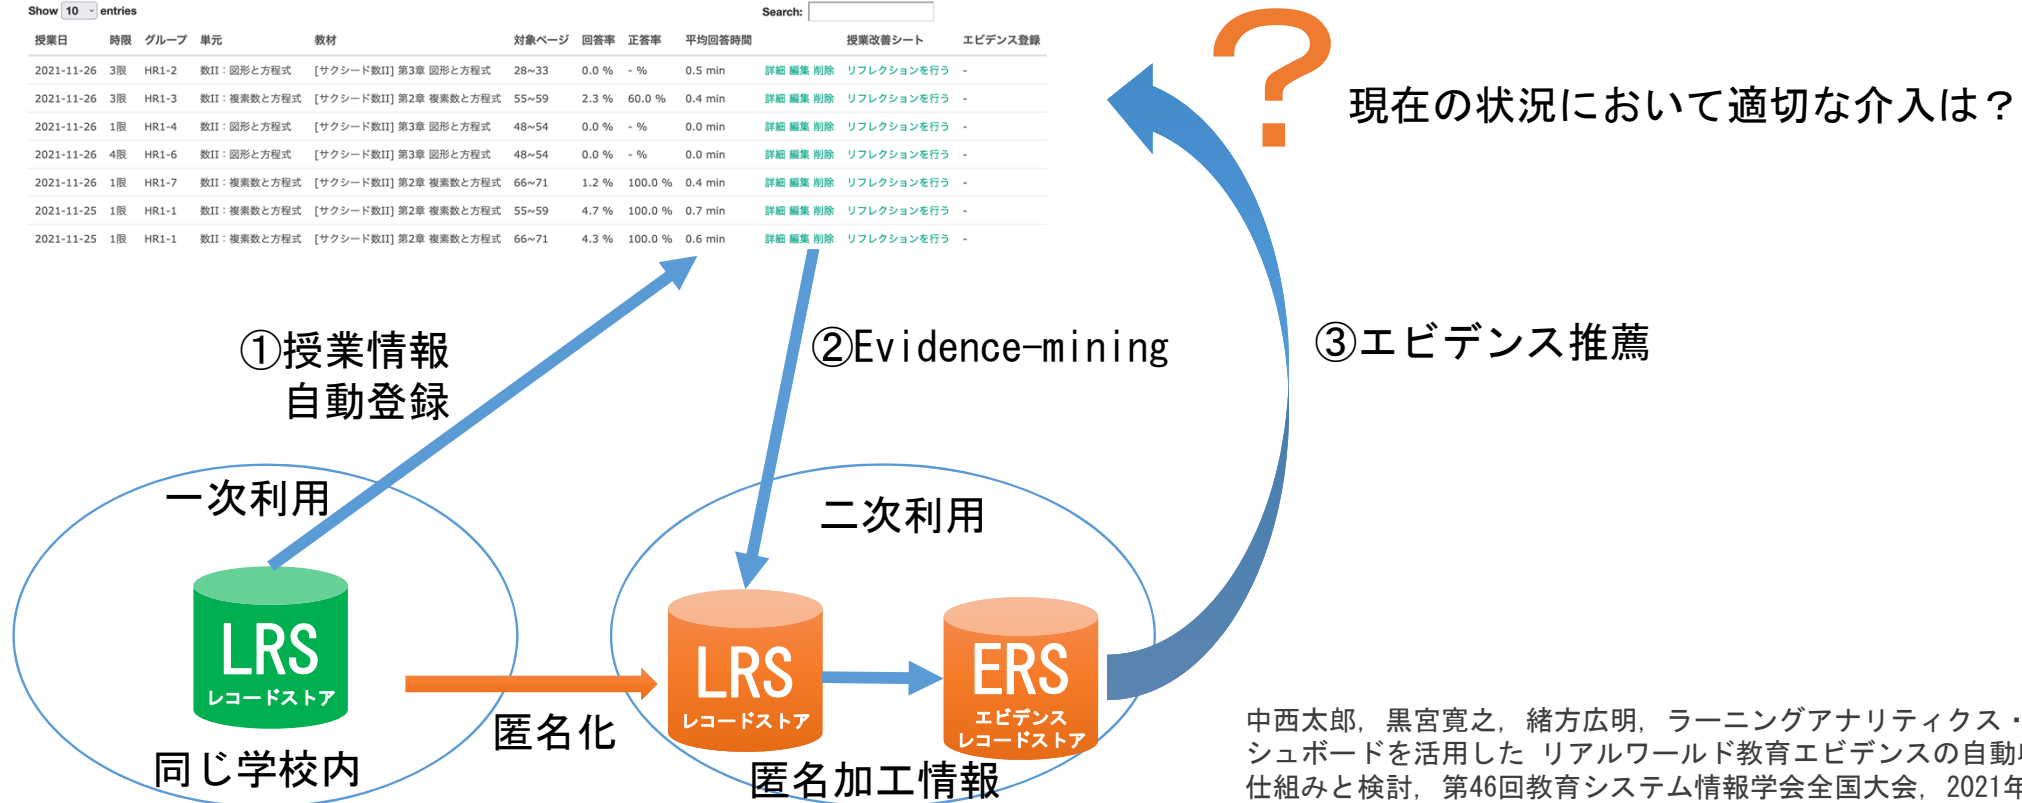 Show 10 entries Search:
授業日 時限 グループ 単元 教材 対象ページ 回答率 正答率 平均回答時間 授業改善シート エビデンス登録
2021-11-26 3限 HR1-2 数II：図形と方程式 [サクシード数II] 第3章 図形と方程式 28~33 0.0 % - % 0.5 min 詳細 編集 削除 リフレクションを行う -
2021-11-26 3限 HR1-3 数II：複素数と方程式 [サクシード数II] 第2章 複素数と方程式 55~59 2.3 % 60.0 % 0.4 min 詳細 編集 削除 リフレクションを行う -
2021-11-26 1限 HR1-4 数II：図形と方程式 [サクシード数II] 第3章 図形と方程式 48~54 0.0 % - % 0.0 min 詳細 編集 削除 リフレクションを行う -
2021-11-26 4限 HR1-6 数II：図形と方程式 [サクシード数II] 第3章 図形と方程式 48~54 0.0 % - % 0.0 min 詳細 編集 削除 リフレクションを行う -
2021-11-26 1限 HR1-7 数II：複素数と方程式 [サクシード数II] 第2章 複素数と方程式 66~71 1.2 % 100.0 % 0.4 min 詳細 編集 削除 リフレクションを行う -
2021-11-25 1限 HR1-1 数II：複素数と方程式 [サクシード数II] 第2章 複素数と方程式 55~59 4.7 % 100.0 % 0.7 min 詳細 編集 削除 リフレクションを行う -
2021-11-25 1限 HR1-1 数II：複素数と方程式 [サクシード数II] 第2章 複素数と方程式 66~71 4.3 % 100.0 % 0.6 min 詳細 編集 削除 リフレクションを行う -
?
現在の状況において適切な介入は？
①授業情報
自動登録
②Evidence-mining
③エビデンス推薦
一次利用
LRS
レコードストア
同じ学校内
匿名化
二次利用
LRS
レコードストア
ERS
エビデンス
レコードストア
匿名加工情報
中西太郎, 黒宮寛之, 緒方広明, ラーニングアナリティクス・
シュボードを活用した リアルワールド教育エビデンスの自動
仕組みと検討, 第46回教育システム情報学会全国大会, 2021年